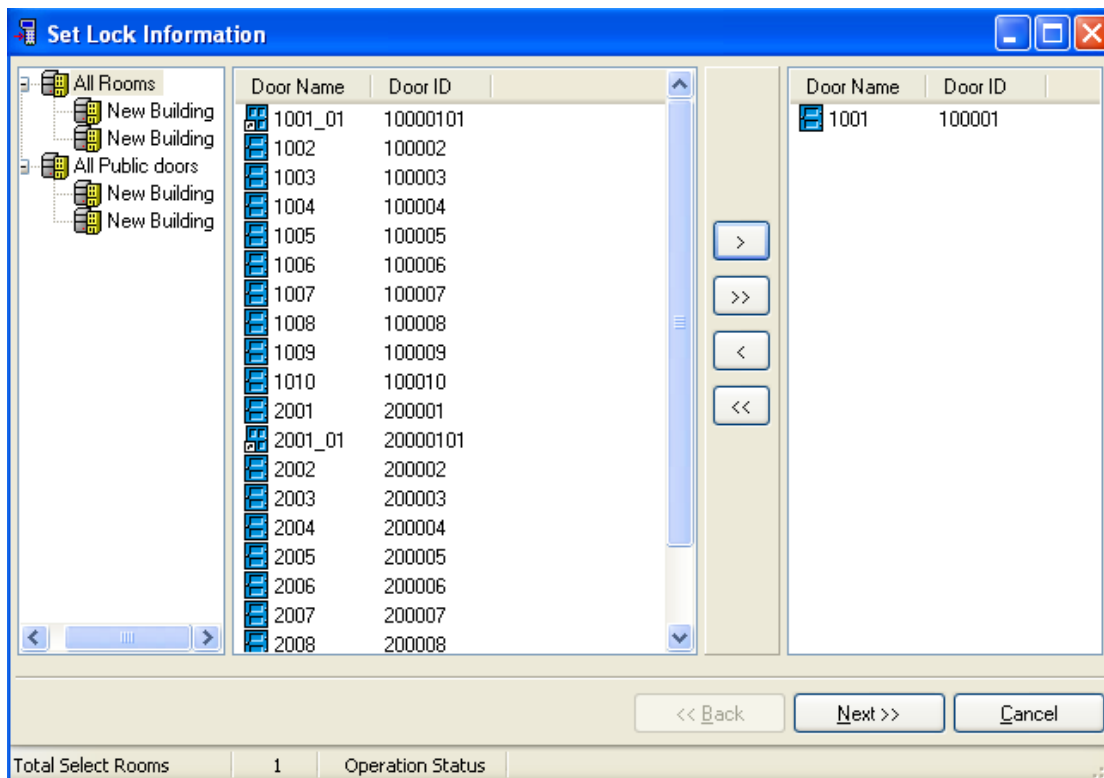 Set Lock Information
All Rooms
New Building
New Building
All Public doors
New Building
New Building
Door Name Door ID
1001_01 10000101
1002 100002
1003 100003
1004 100004
1005 100005
1006 100006
1007 100007
1008 100008
1009 100009
1010 100010
2001 200001
2001_01 20000101
2002 200002
2003 200003
2004 200004
2005 200005
2006 200006
2007 200007
2008 200008
>
>>
<
<<
Door Name Door ID
1001 100001
<< Back Next >> Cancel
Total Select Rooms 1 Operation Status